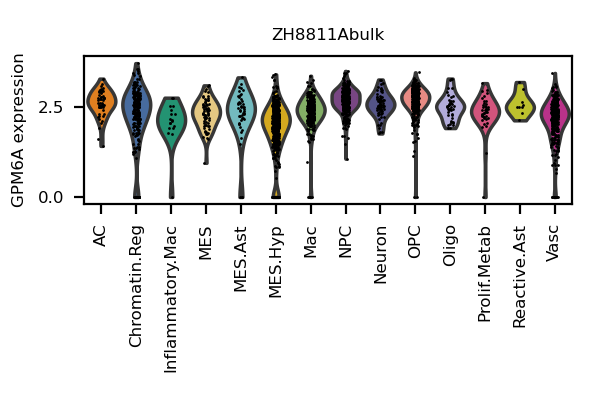 ZH8811Abulk
GPM6A expression
2.5
0.0
AC
Chromatin.Reg
Inflammatory.Mac
MES
MES.Ast
MES.Hyp
Mac
NPC
Neuron
OPC
Oligo
Prolif.Metab
Reactive.Ast
Vasc